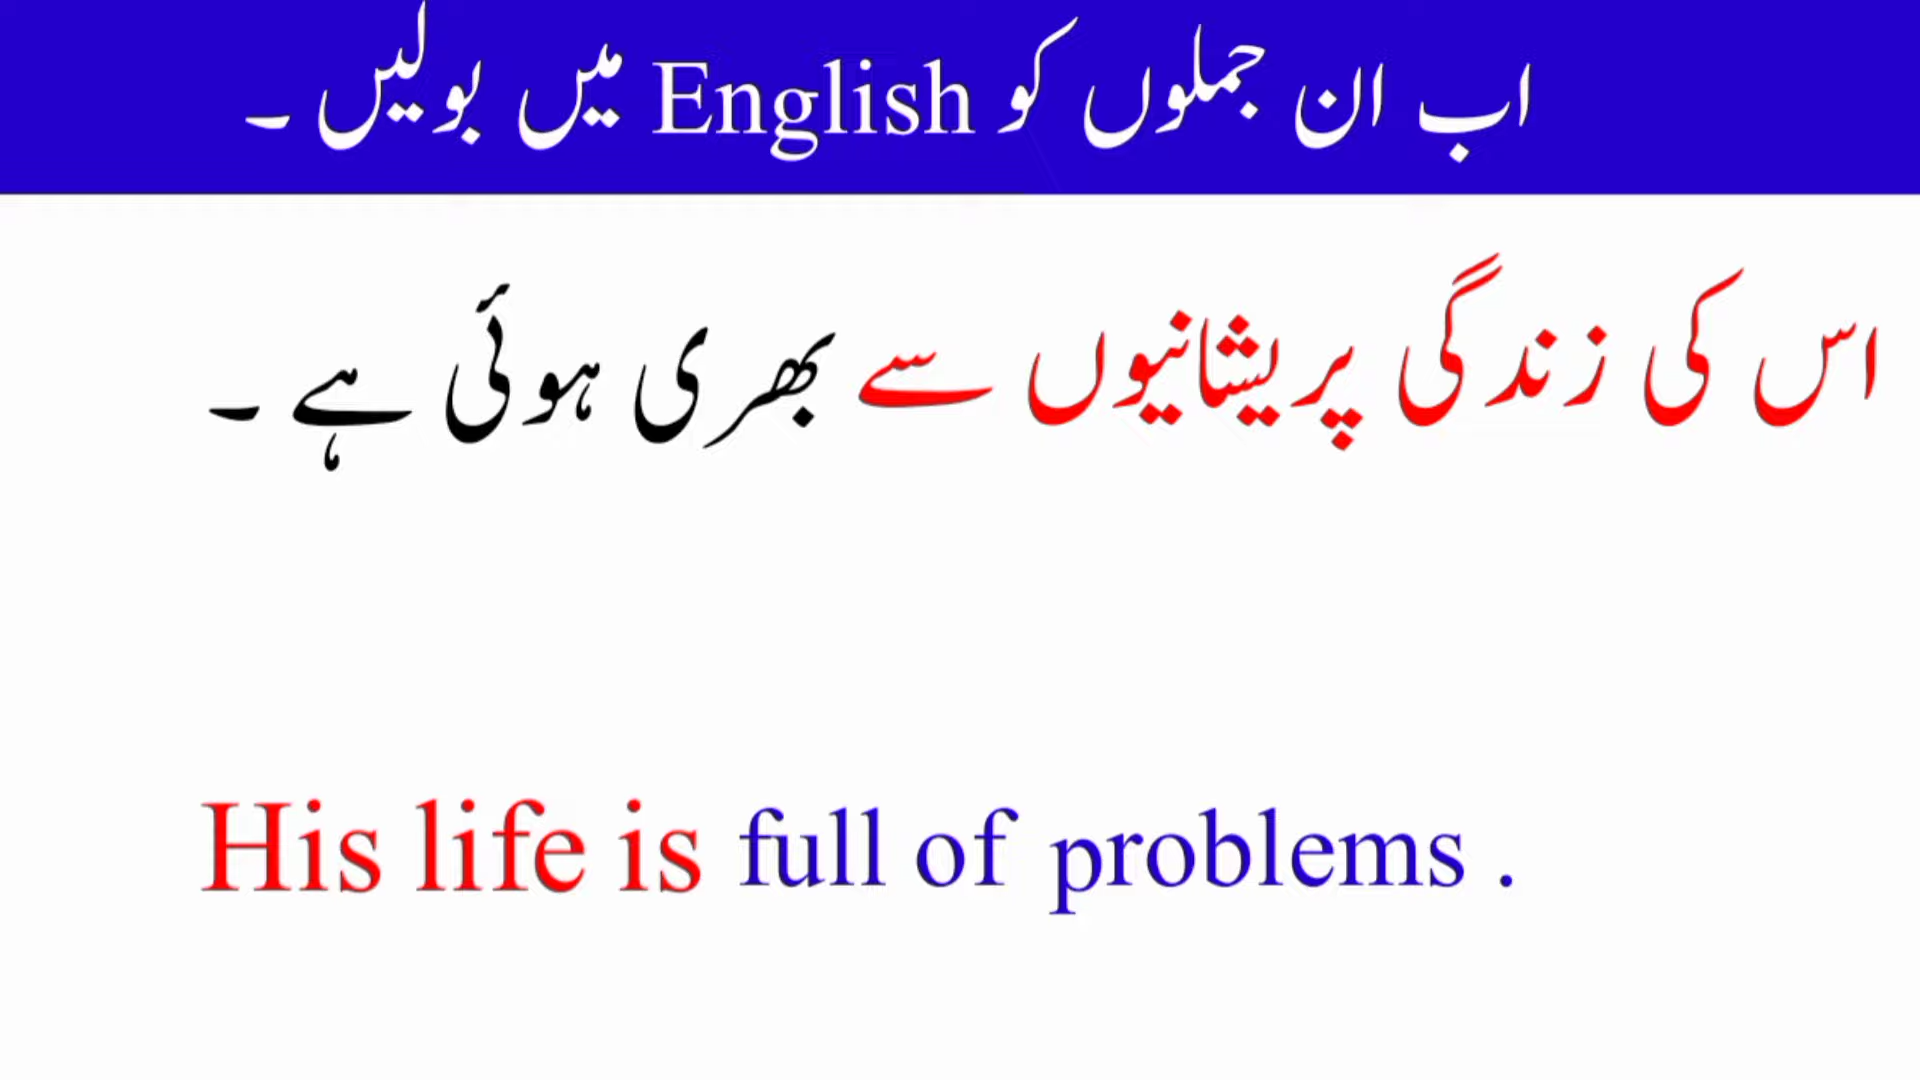 اب ان جملوں کو English میں بولیں ۔
اس کی زندگی پریشانیوں سے بھری ہوئی ہے ۔
His life is full of problems .